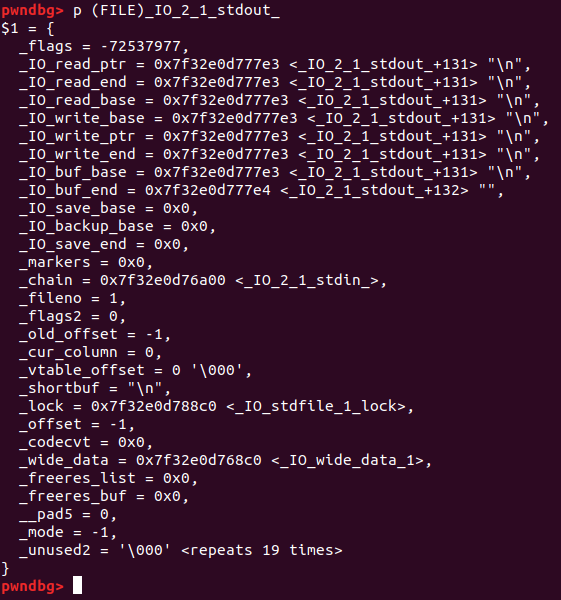 pwndbg> p (FILE)_IO_2_1_stdout_
$1 = {
  _flags = -72537977,
  _IO_read_ptr = 0x7f32e0d777e3 <_IO_2_1_stdout_+131> "\n",
  _IO_read_end = 0x7f32e0d777e3 <_IO_2_1_stdout_+131> "\n",
  _IO_read_base = 0x7f32e0d777e3 <_IO_2_1_stdout_+131> "\n",
  _IO_write_base = 0x7f32e0d777e3 <_IO_2_1_stdout_+131> "\n",
  _IO_write_ptr = 0x7f32e0d777e3 <_IO_2_1_stdout_+131> "\n",
  _IO_write_end = 0x7f32e0d777e3 <_IO_2_1_stdout_+131> "\n",
  _IO_buf_base = 0x7f32e0d777e3 <_IO_2_1_stdout_+131> "\n",
  _IO_buf_end = 0x7f32e0d777e4 <_IO_2_1_stdout_+132> "",
  _IO_save_base = 0x0,
  _IO_backup_base = 0x0,
  _IO_save_end = 0x0,
  _markers = 0x0,
  _chain = 0x7f32e0d76a00 <_IO_2_1_stdin_>,
  _fileno = 1,
  _flags2 = 0,
  _old_offset = -1,
  _cur_column = 0,
  _vtable_offset = 0 '\000',
  _shortbuf = "\n",
  _lock = 0x7f32e0d788c0 <_IO_stdfile_1_lock>,
  _offset = -1,
  _codecvt = 0x0,
  _wide_data = 0x7f32e0d768c0 <_IO_wide_data_1>,
  _freeres_list = 0x0,
  _freeres_buf = 0x0,
  __pad5 = 0,
  _mode = -1,
  _unused2 = '\000' <repeats 19 times>
}
pwndbg>